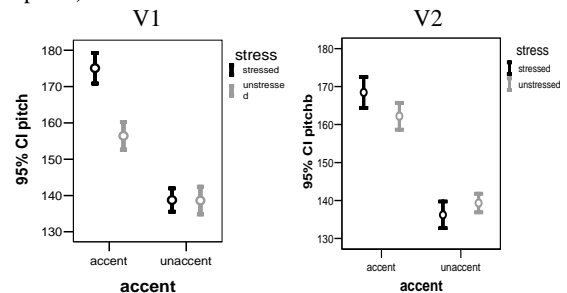 V1 V2
180
170
160
150
140
130
95% CI pitch
accent unaccent
accent
stress
stressed
unstresse
d
180
170
160
150
140
130
95% CI pitchb
accent unaccent
accent
stress
stressed
unstressed